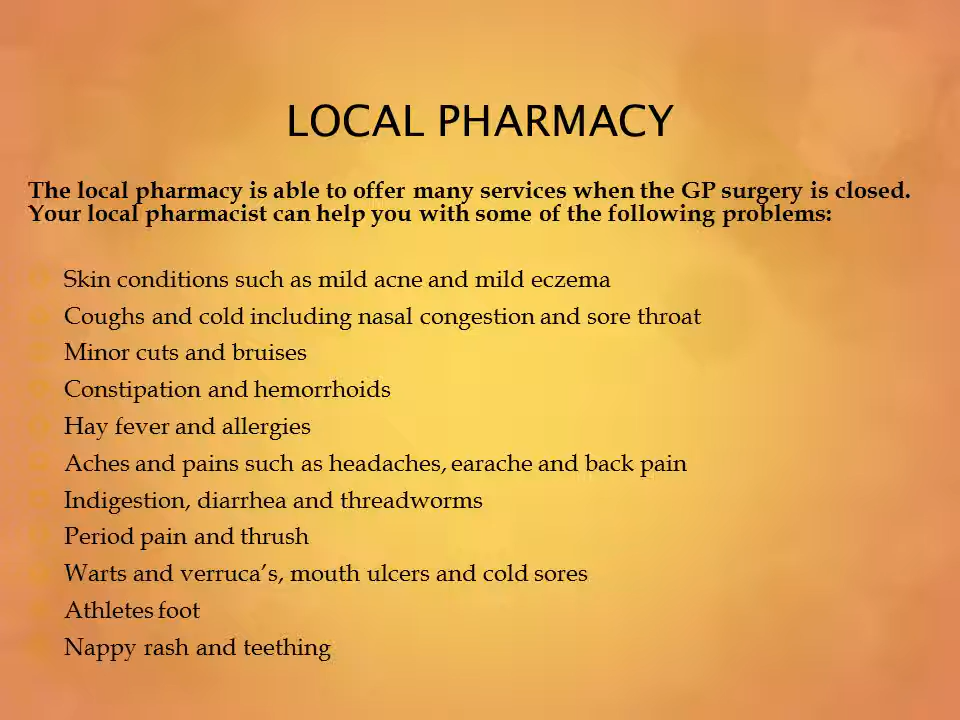 LOCAL PHARMACY
The local pharmacy is able to offer many services when the GP surgery is closed.
Your local pharmacist can help you with some of the following problems:
Skin conditions such as mild acne and mild eczema
Coughs and cold including nasal congestion and sore throat
Minor cuts and bruises
Constipation and hemorrhoids
Hay fever and allergies
Aches and pains such as headaches, earache and back pain
Indigestion, diarrhea and threadworms
Period pain and thrush
Warts and verruca’s, mouth ulcers and cold sores
Athletes foot
Nappy rash and teething